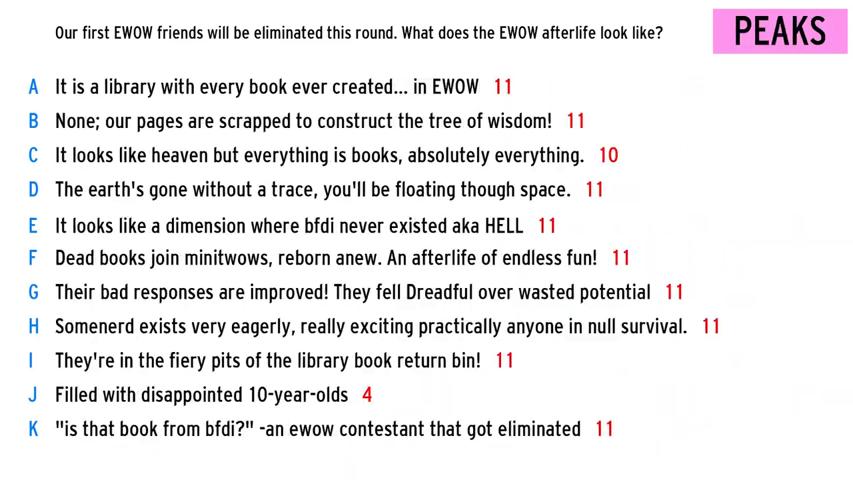 Our first EWOW friends will be eliminated this round. What does the EWOW afterlife look like?
PEAKS
A It is a library with every book ever created... in EWOW 11
B None; our pages are scrapped to construct the tree of wisdom! 11
C It looks like heaven but everything is books, absolutely everything. 10
D The earth's gone without a trace, you'll be floating though space. 11
E It looks like a dimension where bfdi never existed aka HELL 11
F Dead books join minitwows, reborn anew. An afterlife of endless fun! 11
G Their bad responses are improved! They fell Dreadful over wasted potential 11
H Somenerd exists very eagerly, really exciting practically anyone in null survival. 11
I They're in the fiery pits of the library book return bin! 11
J Filled with disappointed 10-year-olds 4
K "is that book from bfdi?" -an ewow contestant that got eliminated 11